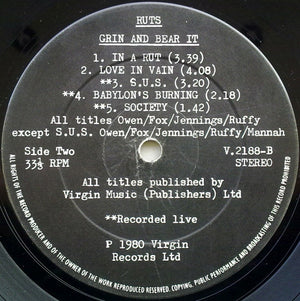 RUTS
GRIN AND BEAR IT
1. IN A RUT (3.39)
2. LOVE IN VAIN (4.08)
**3. S.U.S. (3.20)
**4. BABYLON'S BURNING (2.18)
**5. SOCIETY (1.42)
All titles Owen/Fox/Jennings/Ruffy
except S.U.S. Owen/Fox/Jennings/Ruffy/Mannah
Side Two V.2188-B
33⅓ RPM STEREO
All titles published by
Virgin Music (Publishers) Ltd
**Recorded live
P 1980 Virgin
Records Ltd
ALL RIGHTS OF THE RECORD PRODUCER AND OF THE OWNER OF THE WORK REPRODUCED RESERVED. COPYING, PUBLIC PERFORMANCE AND BROADCASTING OF THIS RECORD PROHIBITED